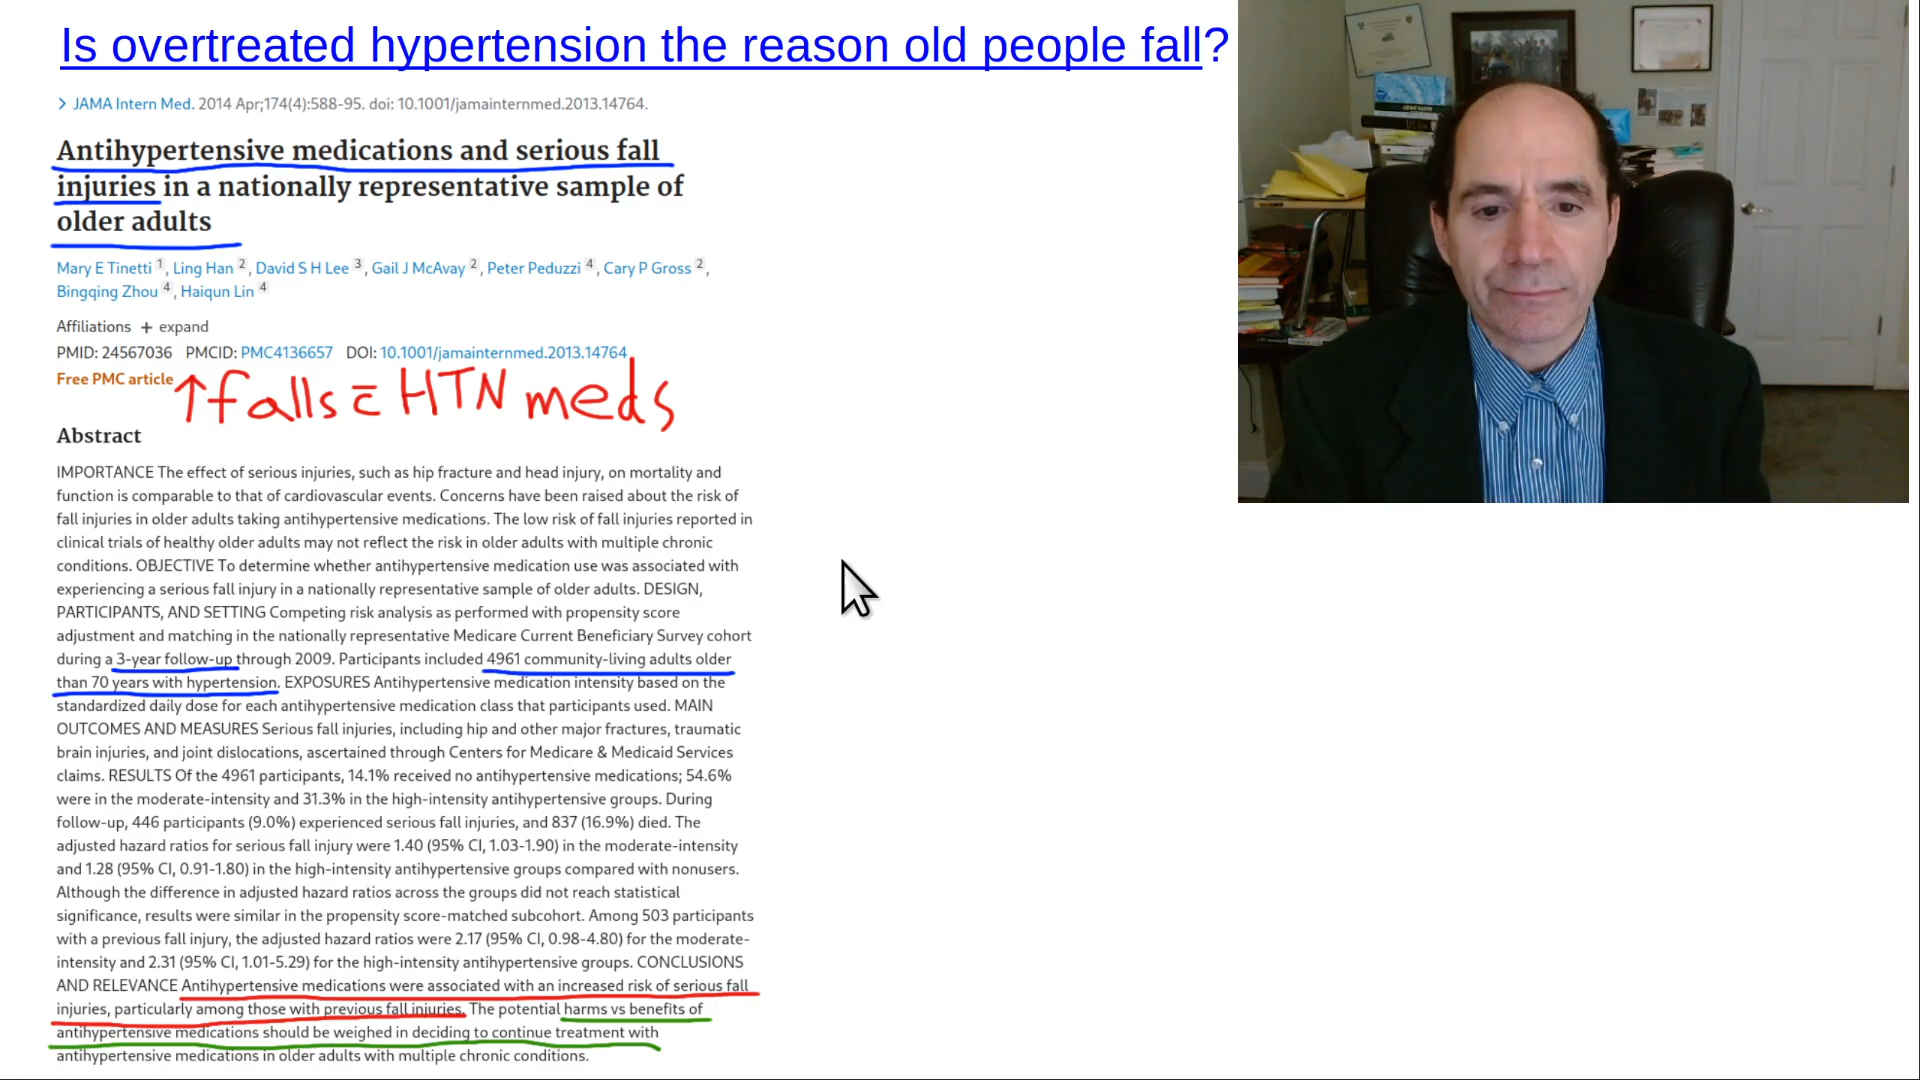 Is overtreated hypertension the reason old people fall?
> JAMA Intern Med. 2014 Apr;174(4):588-95. doi: 10.1001/jamainternmed.2013.14764.
Antihypertensive medications and serious fall
injuries in a nationally representative sample of
older adults
Mary E Tinetti 1, Ling Han 2, David S H Lee 3, Gail J McAvay 2, Peter Peduzzi 4, Cary P Gross 2,
Bingqing Zhou 4, Haiqun Lin 4
Affiliations + expand
PMID: 24567036 PMCID: PMC4136657 DOI: 10.1001/jamainternmed.2013.14764
Free PMC article
↑falls c̄ HTN meds
Abstract
IMPORTANCE The effect of serious injuries, such as hip fracture and head injury, on mortality and
function is comparable to that of cardiovascular events. Concerns have been raised about the risk of
fall injuries in older adults taking antihypertensive medications. The low risk of fall injuries reported in
clinical trials of healthy older adults may not reflect the risk in older adults with multiple chronic
conditions. OBJECTIVE To determine whether antihypertensive medication use was associated with
experiencing a serious fall injury in a nationally representative sample of older adults. DESIGN,
PARTICIPANTS, AND SETTING Competing risk analysis as performed with propensity score
adjustment and matching in the nationally representative Medicare Current Beneficiary Survey cohort
during a 3-year follow-up through 2009. Participants included 4961 community-living adults older
than 70 years with hypertension. EXPOSURES Antihypertensive medication intensity based on the
standardized daily dose for each antihypertensive medication class that participants used. MAIN
OUTCOMES AND MEASURES Serious fall injuries, including hip and other major fractures, traumatic
brain injuries, and joint dislocations, ascertained through Centers for Medicare & Medicaid Services
claims. RESULTS Of the 4961 participants, 14.1% received no antihypertensive medications; 54.6%
were in the moderate-intensity and 31.3% in the high-intensity antihypertensive groups. During
follow-up, 446 participants (9.0%) experienced serious fall injuries, and 837 (16.9%) died. The
adjusted hazard ratios for serious fall injury were 1.40 (95% CI, 1.03-1.90) in the moderate-intensity
and 1.28 (95% CI, 0.91-1.80) in the high-intensity antihypertensive groups compared with nonusers.
Although the difference in adjusted hazard ratios across the groups did not reach statistical
significance, results were similar in the propensity score-matched subcohort. Among 503 participants
with a previous fall injury, the adjusted hazard ratios were 2.17 (95% CI, 0.98-4.80) for the moderate-
intensity and 2.31 (95% CI, 1.01-5.29) for the high-intensity antihypertensive groups. CONCLUSIONS
AND RELEVANCE Antihypertensive medications were associated with an increased risk of serious fall
injuries, particularly among those with previous fall injuries. The potential harms vs benefits of
antihypertensive medications should be weighed in deciding to continue treatment with
antihypertensive medications in older adults with multiple chronic conditions.